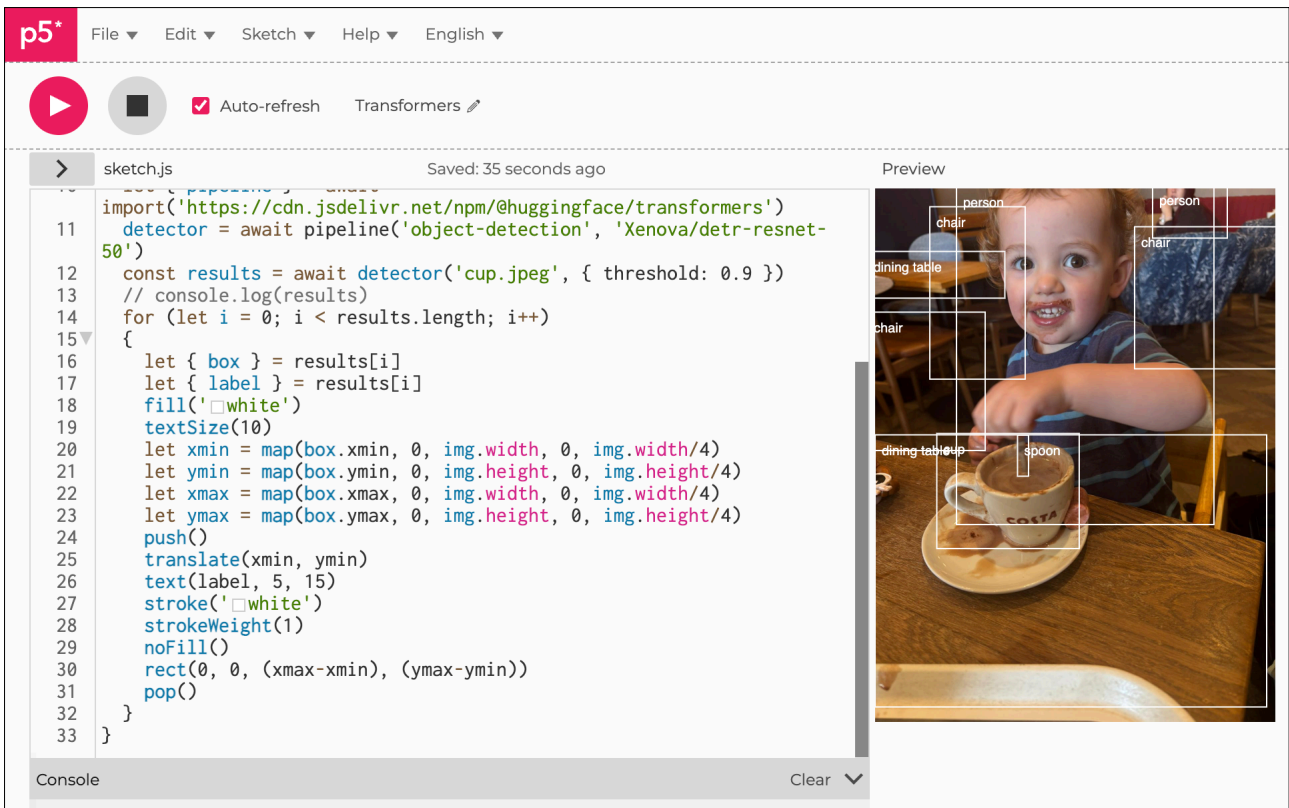 p5*
File Edit Sketch Help English
Auto-refresh Transformers
sketch.js Saved: 35 seconds ago Preview
10 let { pipeline } = await
import('https://cdn.jsdelivr.net/npm/@huggingface/transformers')
11 detector = await pipeline('object-detection', 'Xenova/detr-resnet-
50')
12 const results = await detector('cup.jpeg', { threshold: 0.9 })
13 // console.log(results)
14 for (let i = 0; i < results.length; i++)
15 {
16 let { box } = results[i]
17 let { label } = results[i]
18 fill('white')
19 textSize(10)
20 let xmin = map(box.xmin, 0, img.width, 0, img.width/4)
21 let ymin = map(box.ymin, 0, img.height, 0, img.height/4)
22 let xmax = map(box.xmax, 0, img.width, 0, img.width/4)
23 let ymax = map(box.ymax, 0, img.height, 0, img.height/4)
24 push()
25 translate(xmin, ymin)
26 text(label, 5, 15)
27 stroke('white')
28 strokeWeight(1)
29 noFill()
30 rect(0, 0, (xmax-xmin), (ymax-ymin))
31 pop()
32 }
33 }
Console Clear
person
person
chair
chair
dining table
chair
dining table
cup
spoon
COSTA